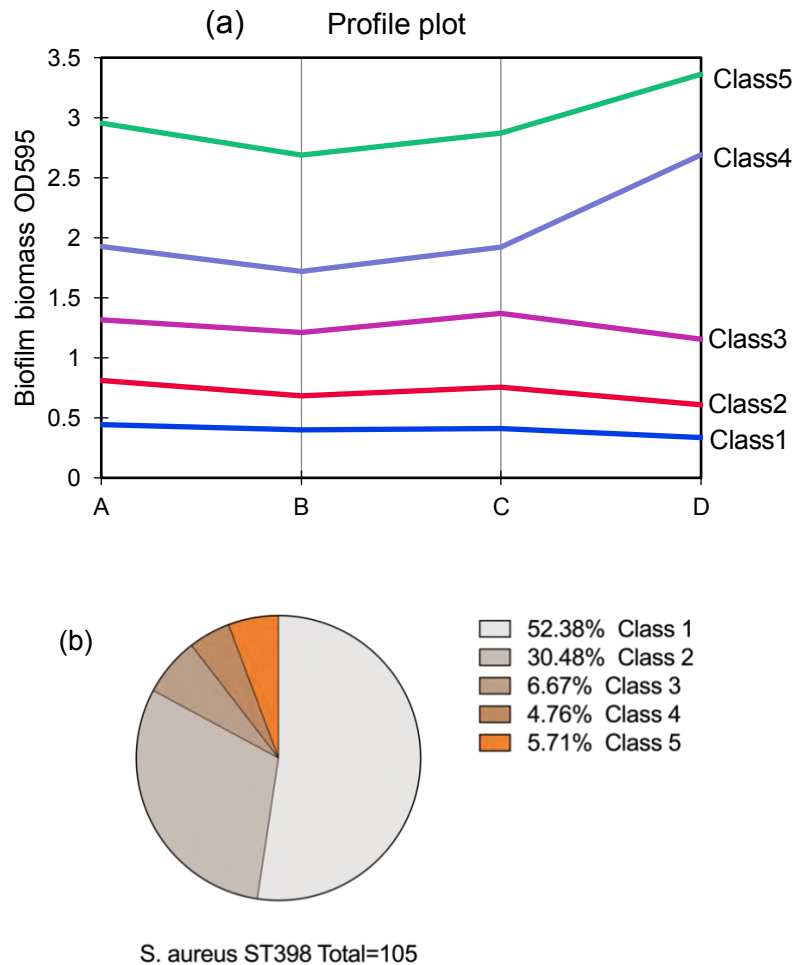 (a) Profile plot
3.5
3
2.5
2
1.5
1
0.5
0
Biofilm biomass OD595
Class5
Class4
Class3
Class2
Class1
A B C D
(b)
52.38% Class 1
30.48% Class 2
6.67% Class 3
4.76% Class 4
5.71% Class 5
S. aureus ST398 Total=105